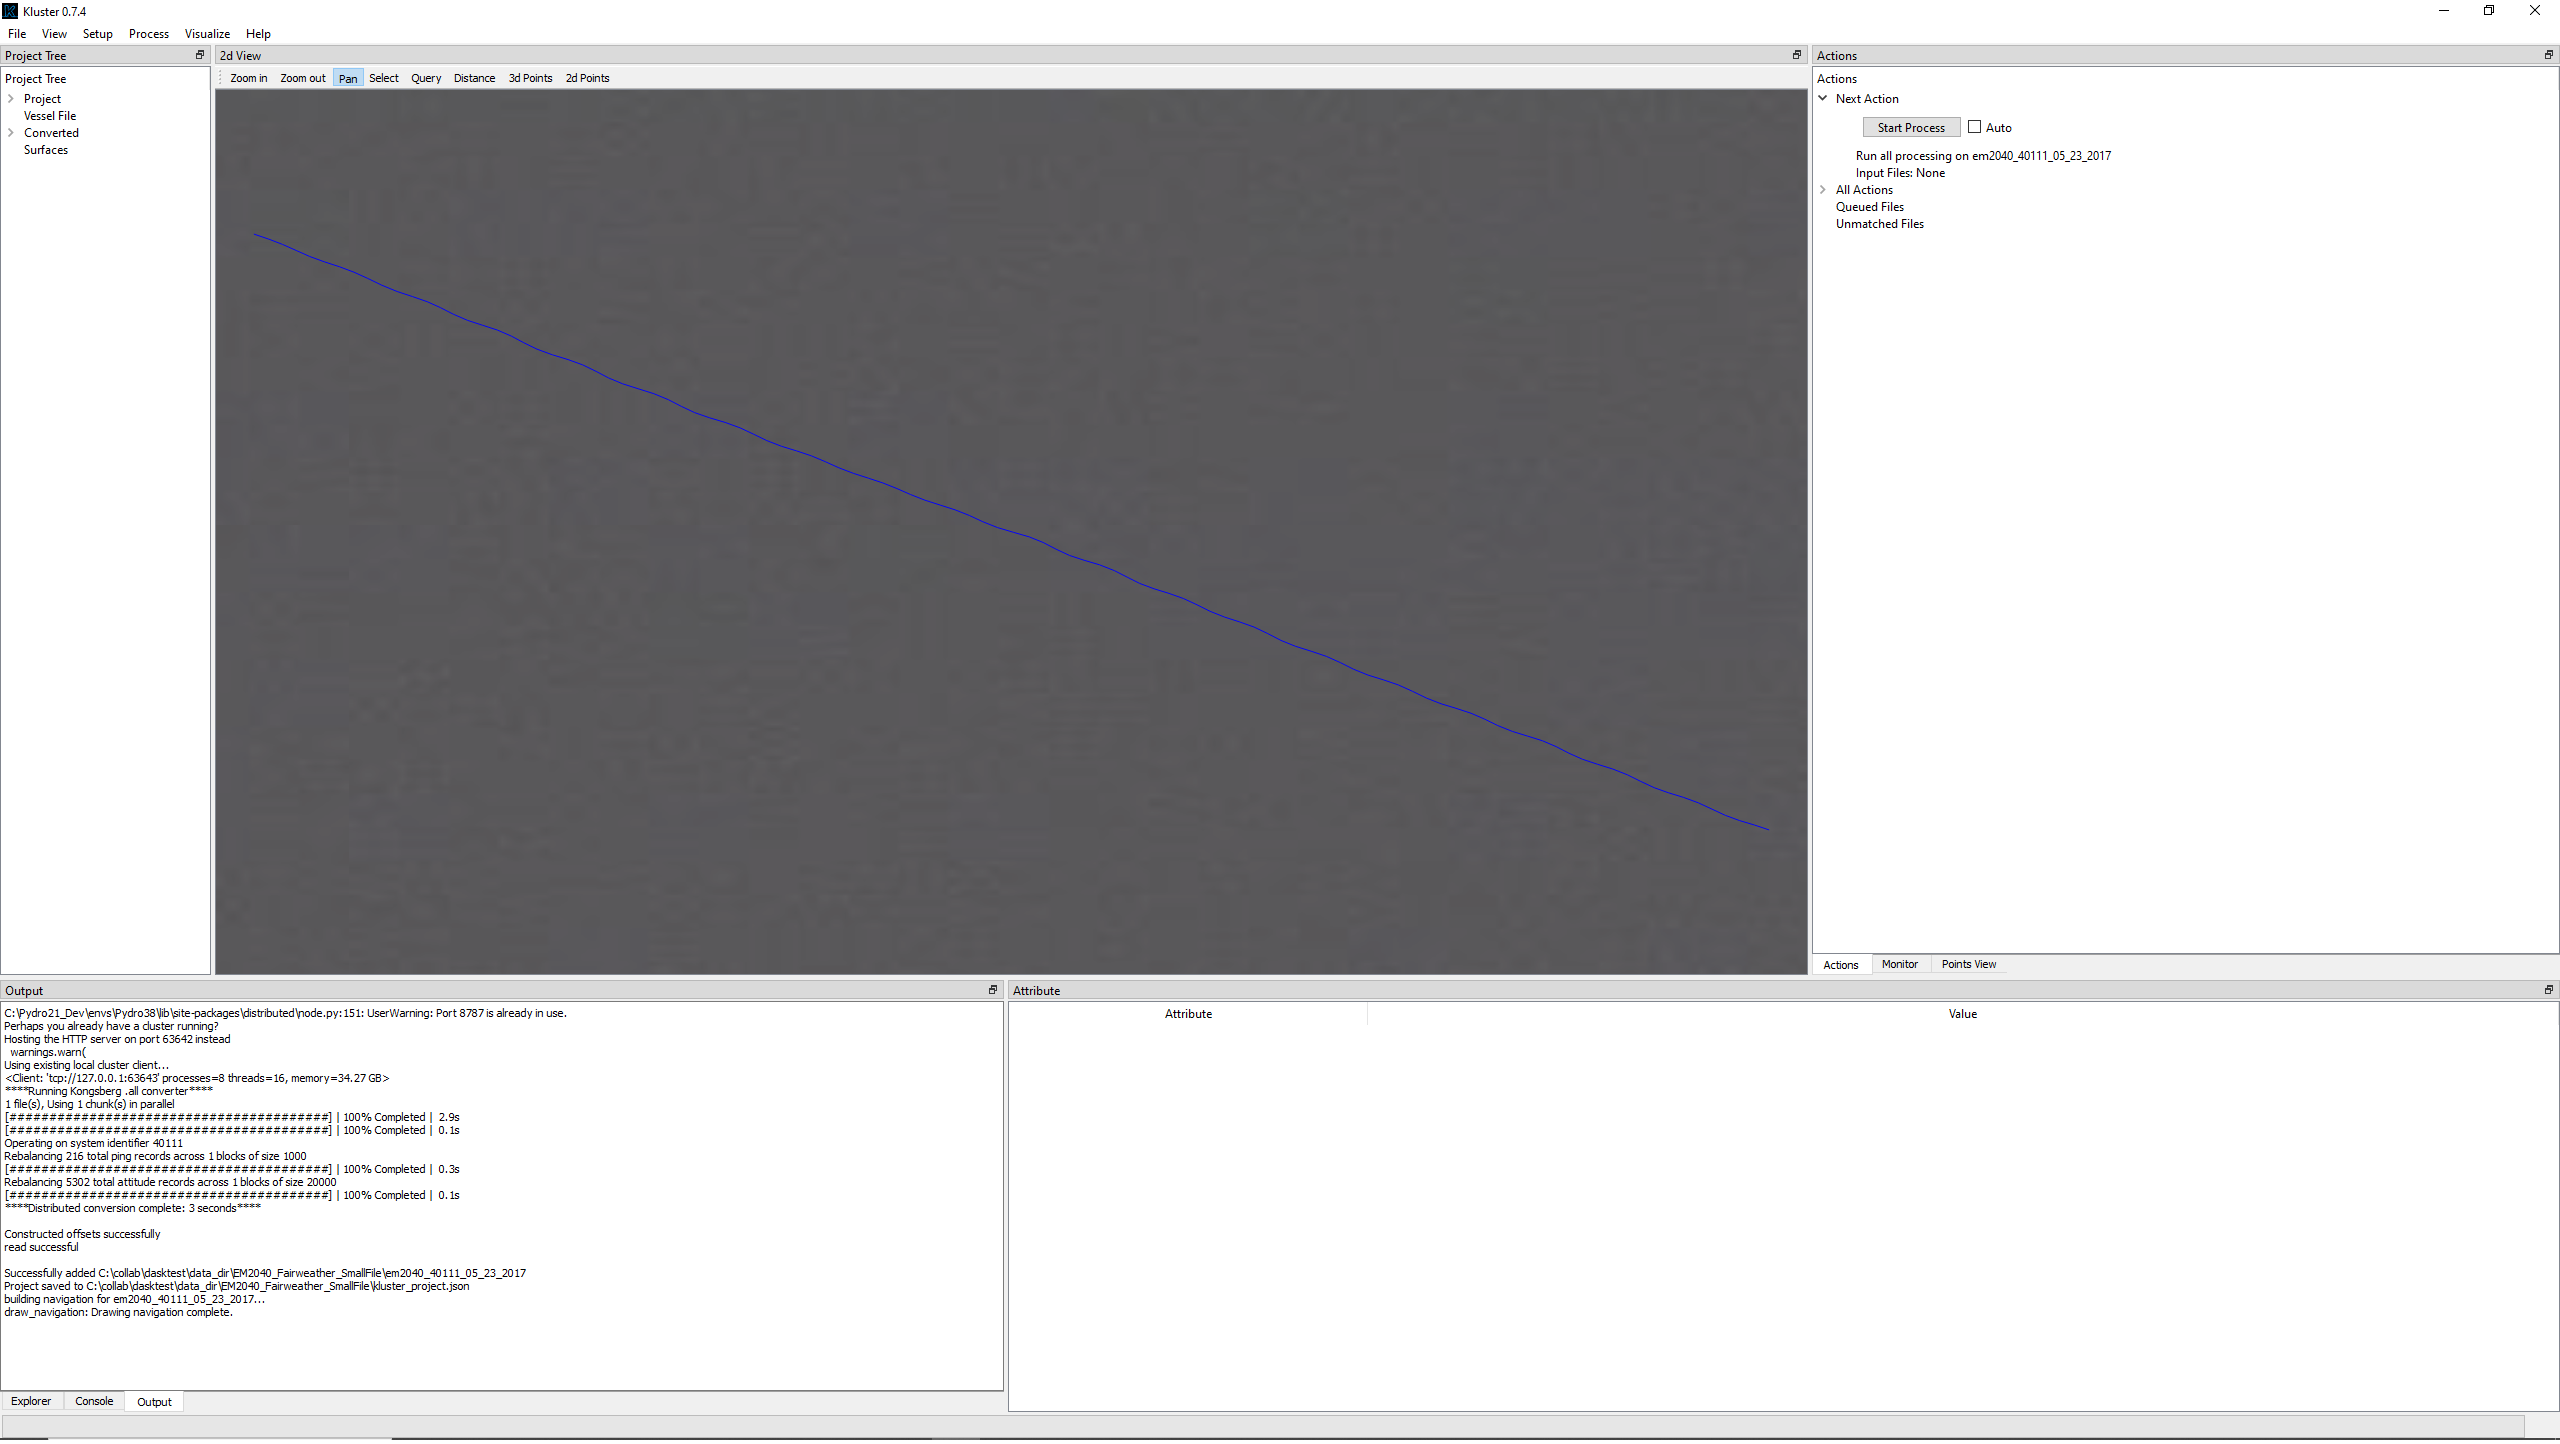 Kluster 0.7.4
File View Setup Process Visualize Help
Project Tree
Project Tree
Project
Vessel File
Converted
Surfaces
2d View
Zoom in Zoom out Pan Select Query Distance 3d Points 2d Points
Actions
Actions
Next Action
Start Process Auto
Run all processing on em2040_40111_05_23_2017
Input Files: None
All Actions
Queued Files
Unmatched Files
Actions Monitor Points View
Output
C:\Pydro21_Dev\envs\Pydro38\lib\site-packages\distributed\node.py:151: UserWarning: Port 8787 is already in use.
Perhaps you already have a cluster running?
Hosting the HTTP server on port 63642 instead
warnings.warn(
Using existing local cluster client...
<Client: 'tcp://127.0.0.1:63643' processes=8 threads=16, memory=34.27 GB>
****Running Kongsberg .all converter****
1 file(s), Using 1 chunk(s) in parallel
[########################################] | 100% Completed | 2.9s
[########################################] | 100% Completed | 0.1s
Operating on system identifier 40111
Rebalancing 216 total ping records across 1 blocks of size 1000
[########################################] | 100% Completed | 0.3s
Rebalancing 5302 total attitude records across 1 blocks of size 20000
[########################################] | 100% Completed | 0.1s
****Distributed conversion complete: 3 seconds****
Constructed offsets successfully
read successful
Successfully added C:\collab\dasktest\data_dir\EM2040_Fairweather_SmallFile\em2040_40111_05_23_2017
Project saved to C:\collab\dasktest\data_dir\EM2040_Fairweather_SmallFile\kluster_project.json
building navigation for em2040_40111_05_23_2017...
draw_navigation: Drawing navigation complete.
Explorer Console Output
Attribute
Attribute Value